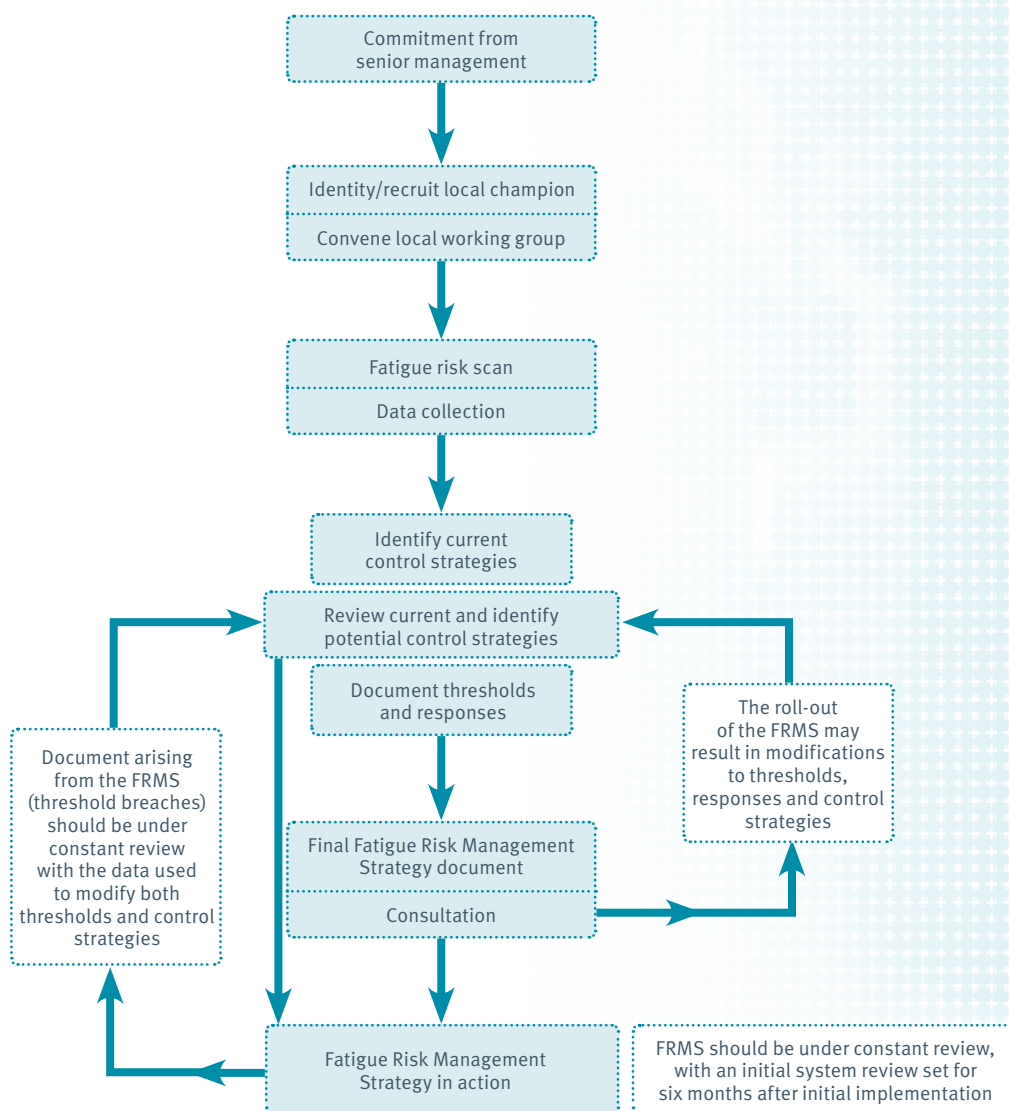 Commitment from
senior management
Identity/recruit local champion
Convene local working group
Fatigue risk scan
Data collection
Identify current
control strategies
Review current and identify
potential control strategies
Document thresholds
and responses
Document arising
from the FRMS
(threshold breaches)
should be under
constant review
with the data used
to modify both
thresholds and control
strategies
The roll-out
of the FRMS may
result in modifications
to thresholds,
responses and control
strategies
Final Fatigue Risk Management
Strategy document
Consultation
Fatigue Risk Management
Strategy in action
FRMS should be under constant review,
with an initial system review set for
six months after initial implementation